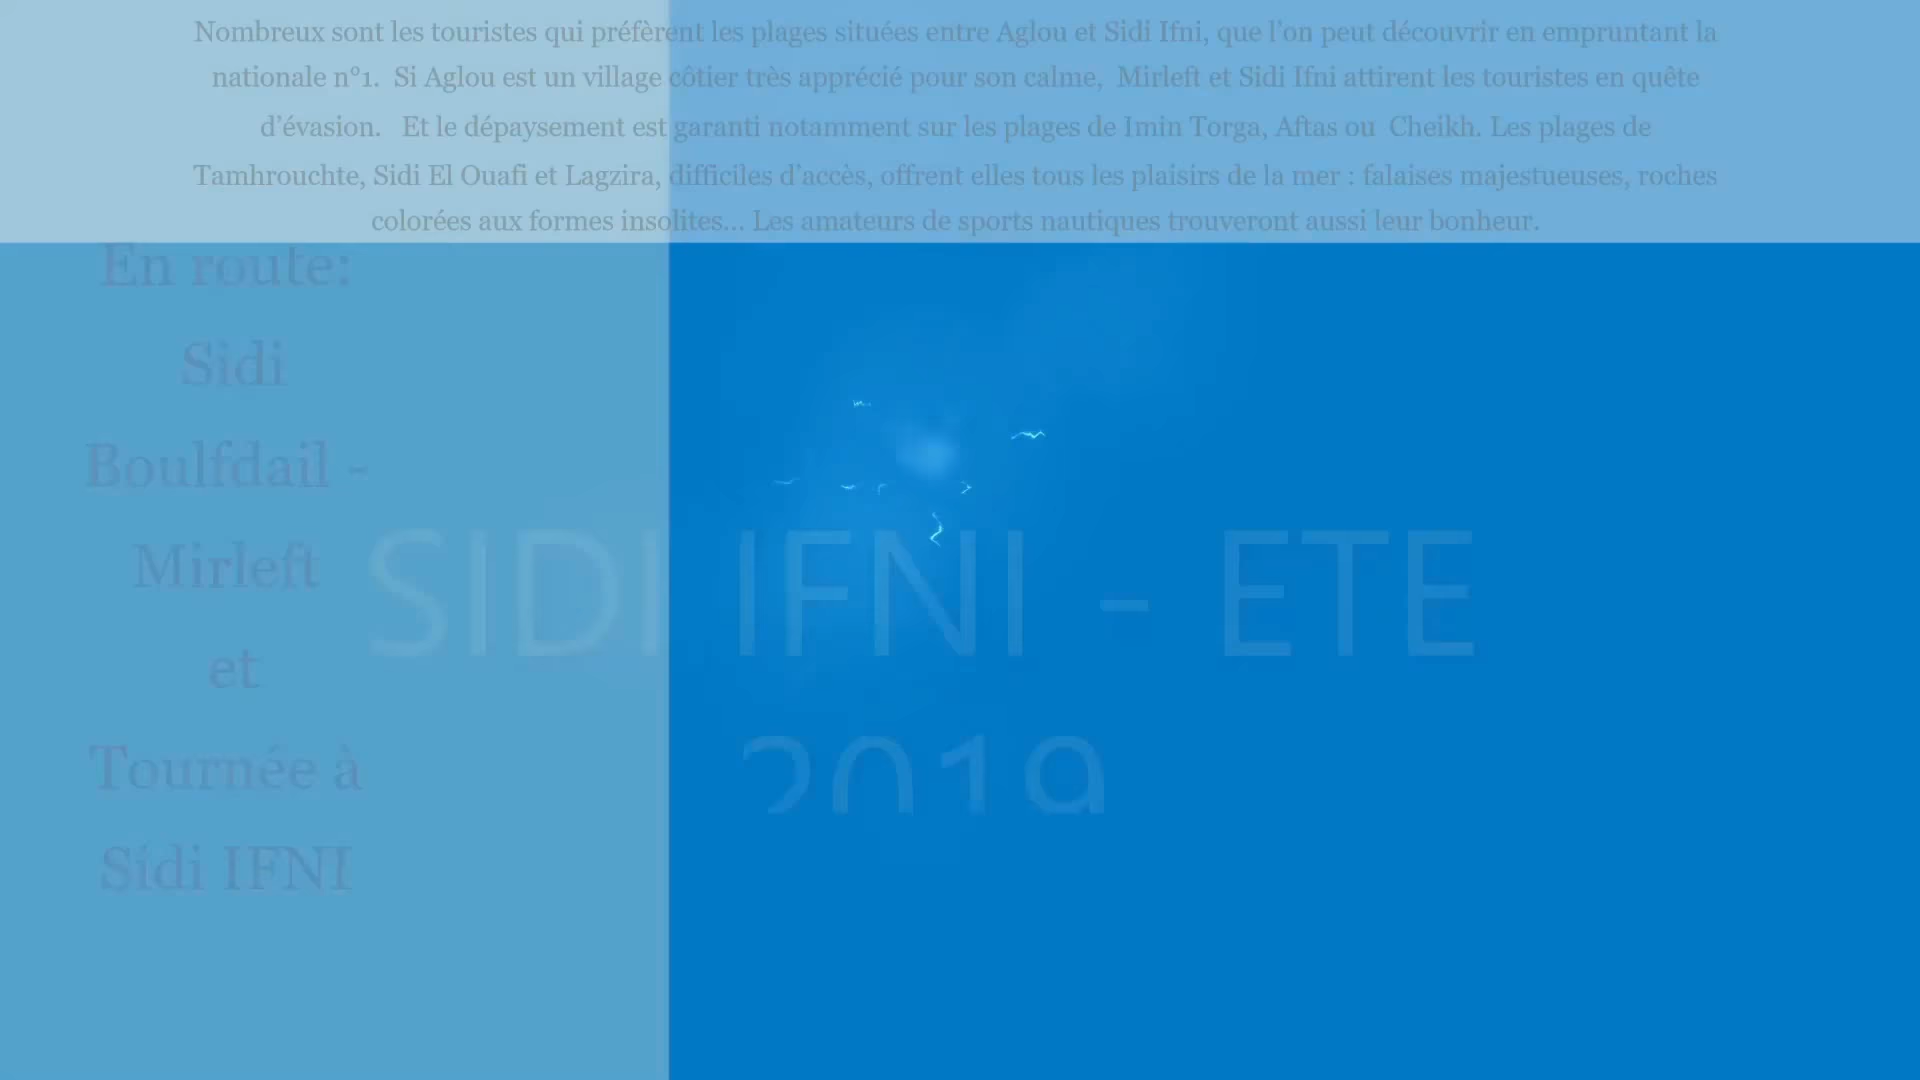 Nombreux sont les touristes qui préfèrent les plages situées entre Aglou et Sidi Ifni, que l’on peut découvrir en empruntant la
nationale n°1. Si Aglou est un village côtier très apprécié pour son calme, Mirleft et Sidi Ifni attirent les touristes en quête
d’évasion. Et le dépaysement est garanti notamment sur les plages de Imin Torga, Aftas ou Cheikh. Les plages de
Tamhrouchte, Sidi El Ouafi et Lagzira, difficiles d’accès, offrent elles tous les plaisirs de la mer : falaises majestueuses, roches
colorées aux formes insolites... Les amateurs de sports nautiques trouveront aussi leur bonheur.
En route:
Sidi
Boulfdail -
Mirleft
et
Tournée à
Sidi IFNI
SIDI IFNI - ETE
2019